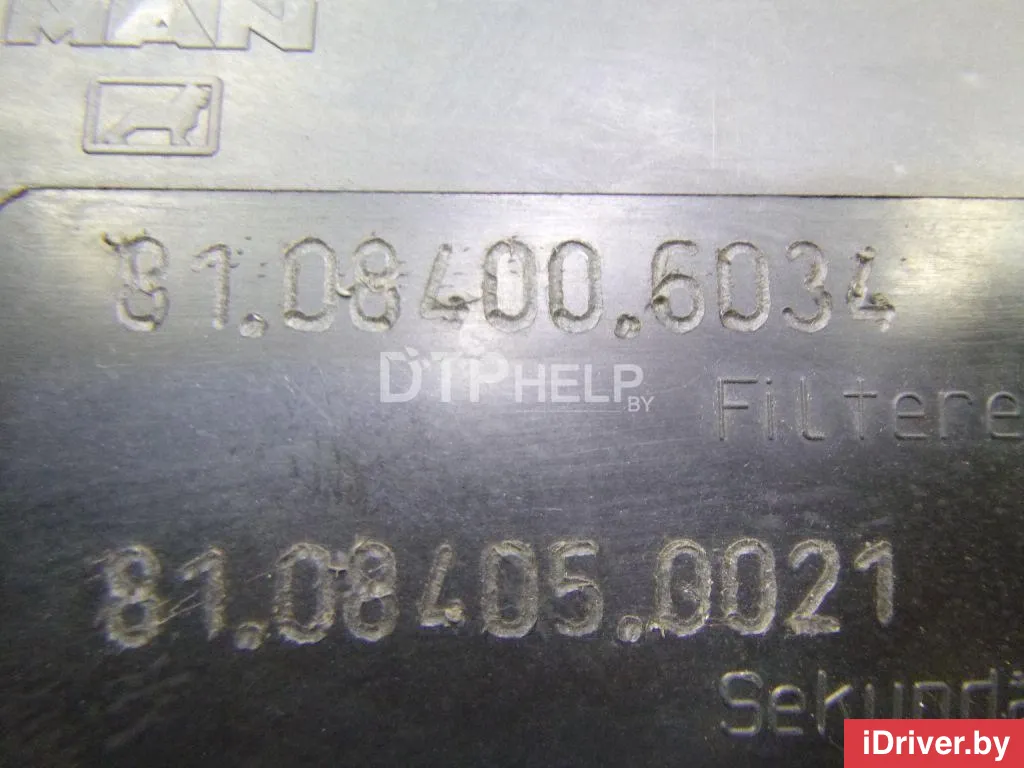 MAN
81.08400.6034
DTPHELP
BY
Filtere
81.08405.0021
Sekundä
iDriver.by